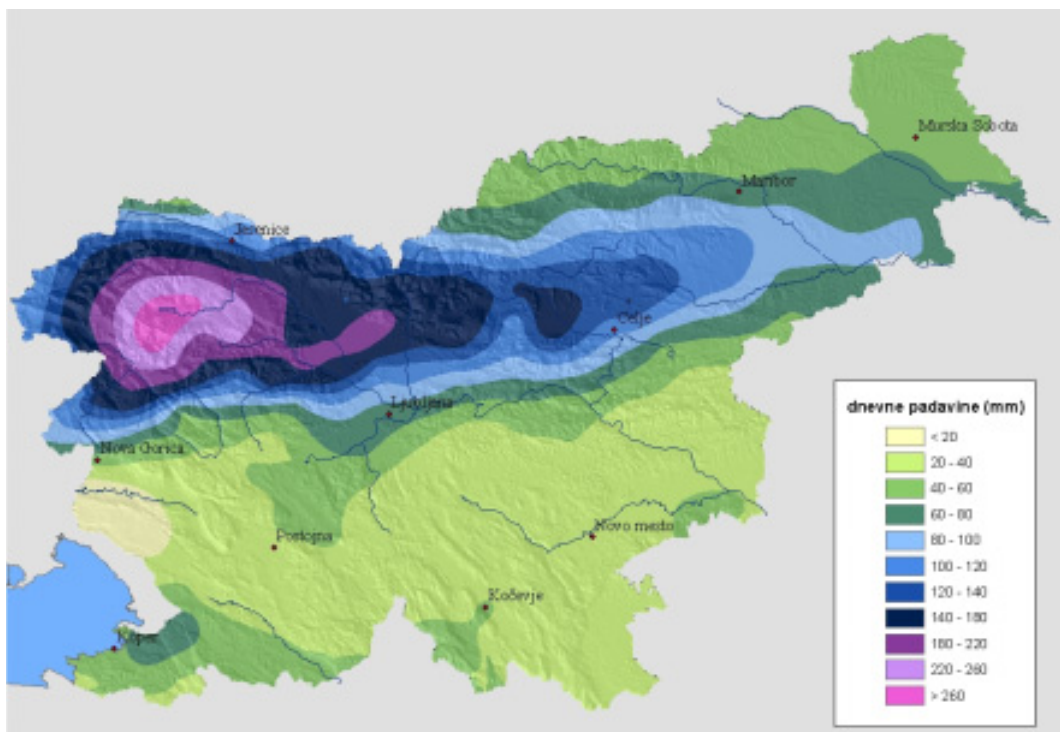 Murska Sobota
Maribor
Jesenice
Celje
Ljubljana
Nova Gorica
Postojna
Novo mesto
Kočevje
Koper
dnevne padavine (mm)
< 20
20 - 40
40 - 60
60 - 80
80 - 100
100 - 120
120 - 140
140 - 180
180 - 220
220 - 260
> 260